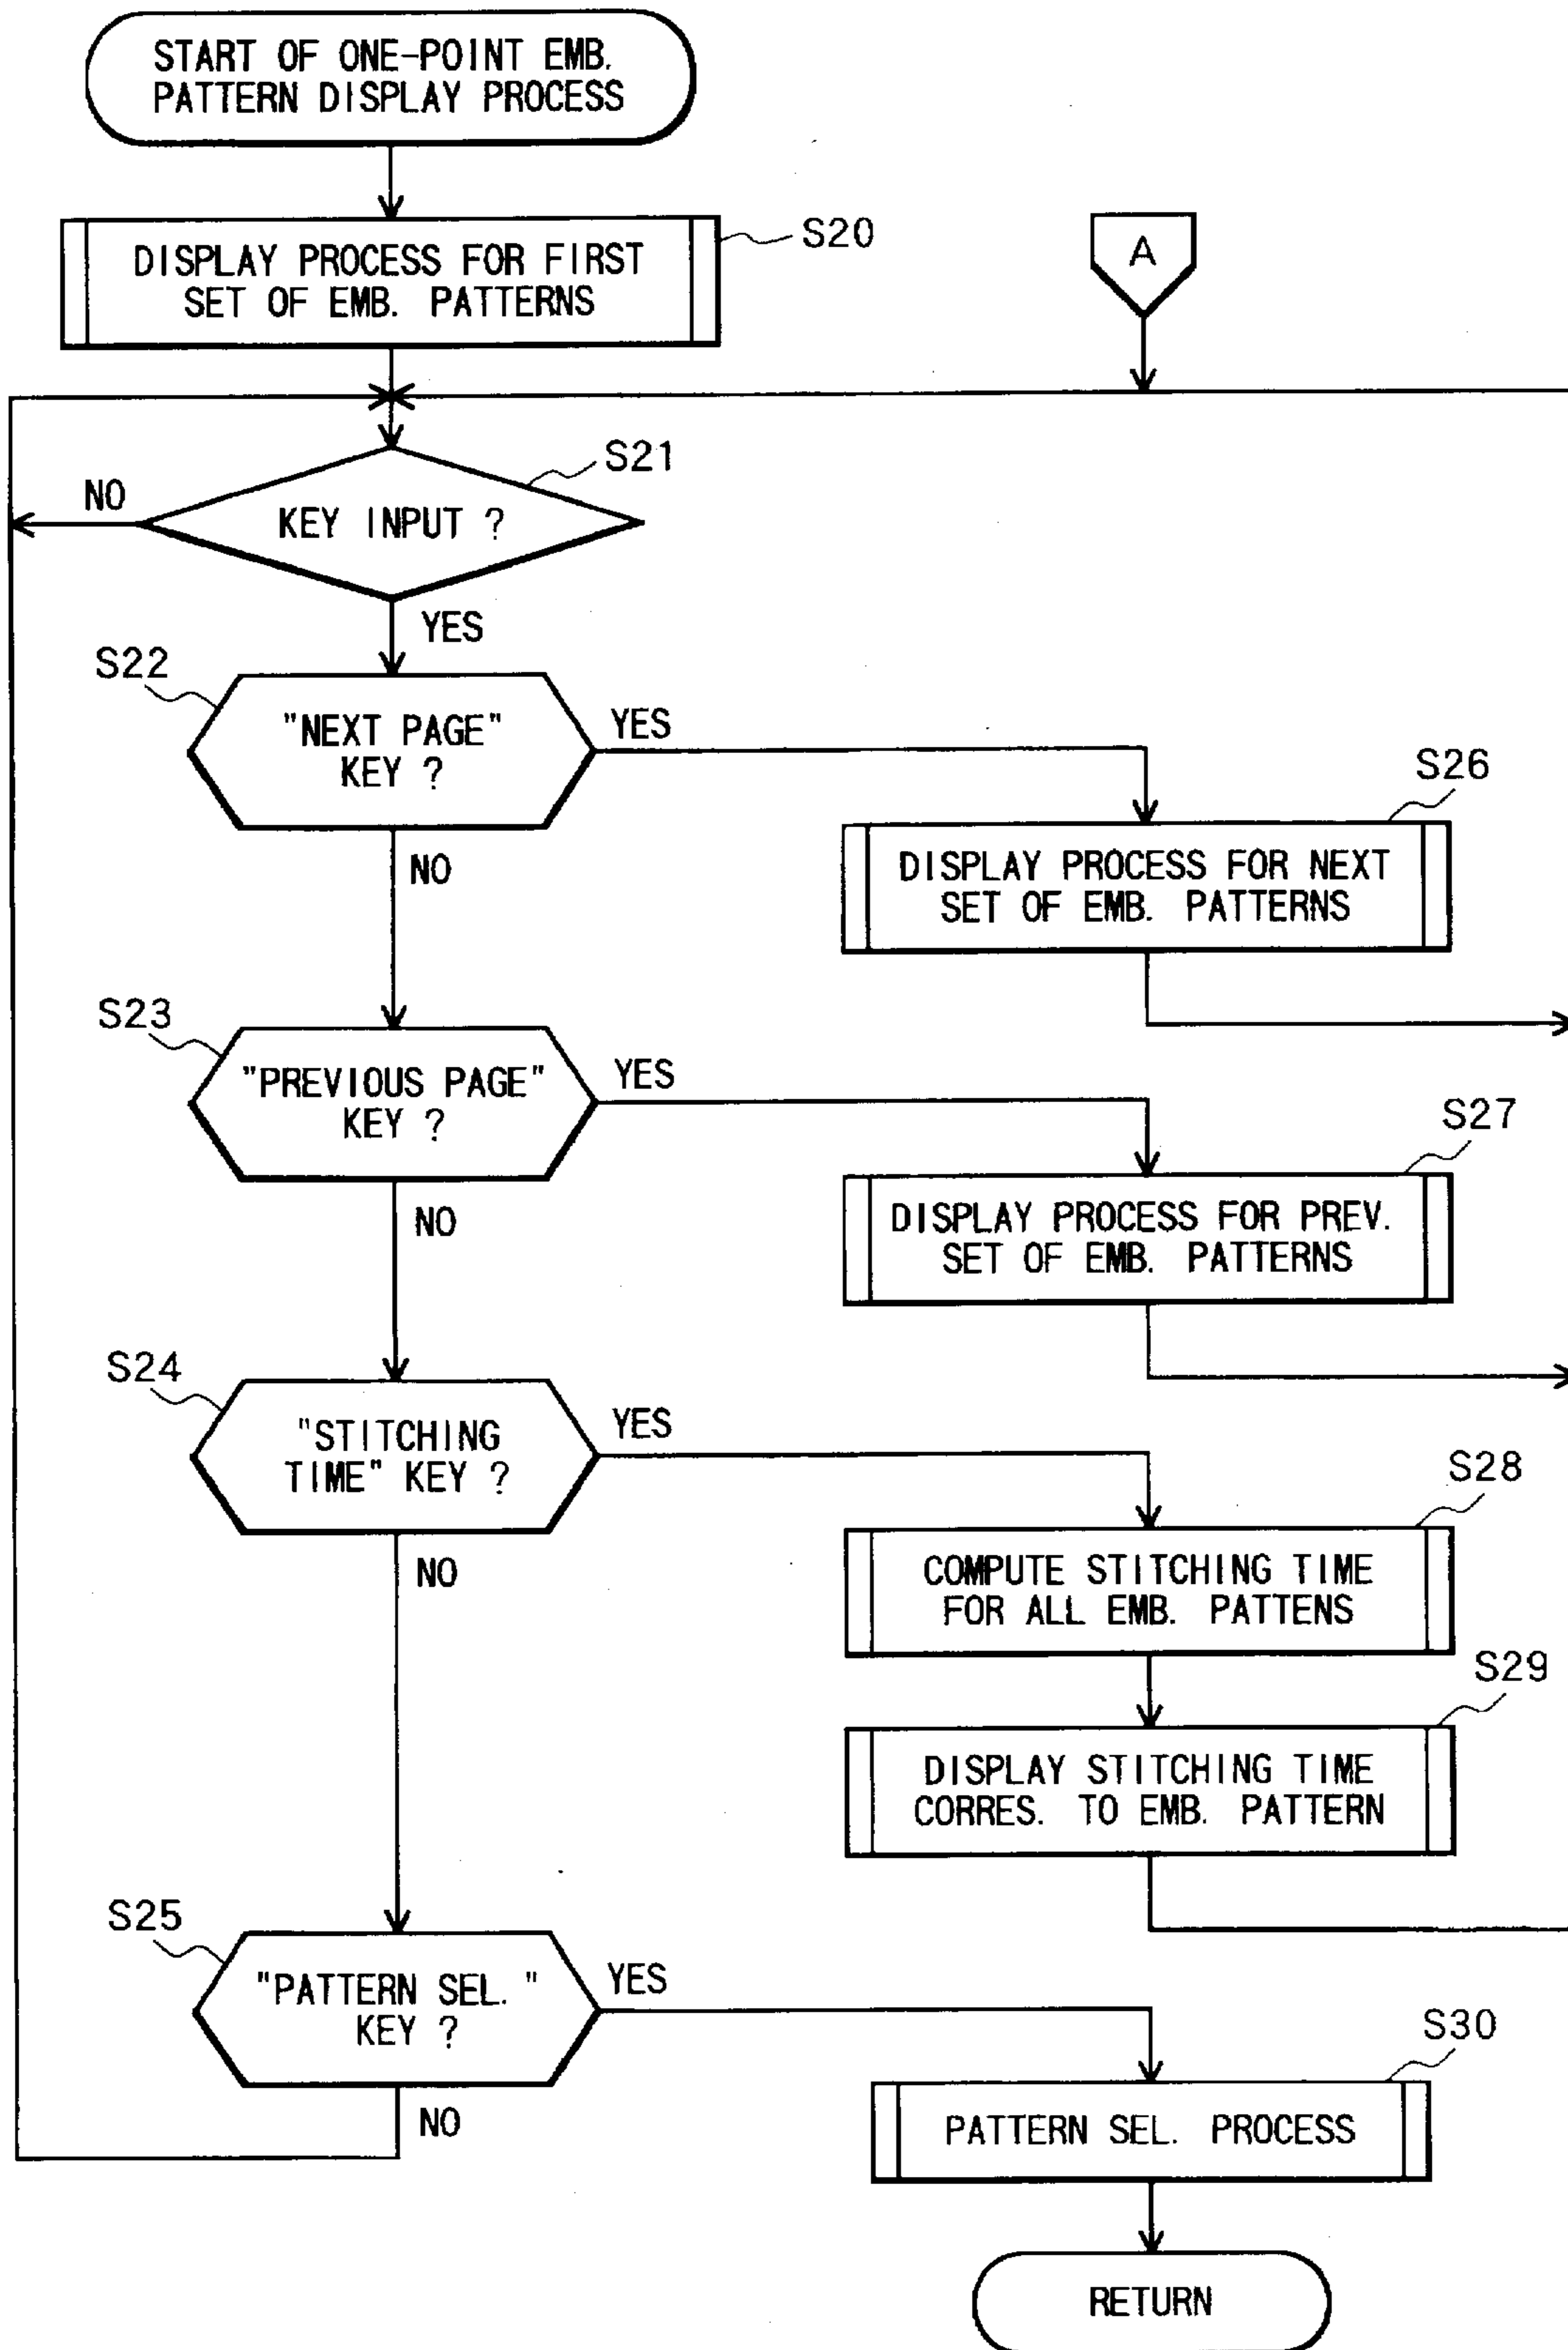 START OF ONE-POINT EMB.
PATTERN DISPLAY PROCESS
S20
DISPLAY PROCESS FOR FIRST
SET OF EMB. PATTERNS
A
S21
NO
KEY INPUT ?
YES
S22
"NEXT PAGE"
KEY ?
YES
NO
S26
DISPLAY PROCESS FOR NEXT
SET OF EMB. PATTERNS
S23
"PREVIOUS PAGE"
KEY ?
YES
NO
S27
DISPLAY PROCESS FOR PREV.
SET OF EMB. PATTERNS
S24
"STITCHING
TIME" KEY ?
YES
NO
S28
COMPUTE STITCHING TIME
FOR ALL EMB. PATTENS
S29
DISPLAY STITCHING TIME
CORRES. TO EMB. PATTERN
S25
"PATTERN SEL. "
KEY ?
YES
NO
S30
PATTERN SEL. PROCESS
RETURN